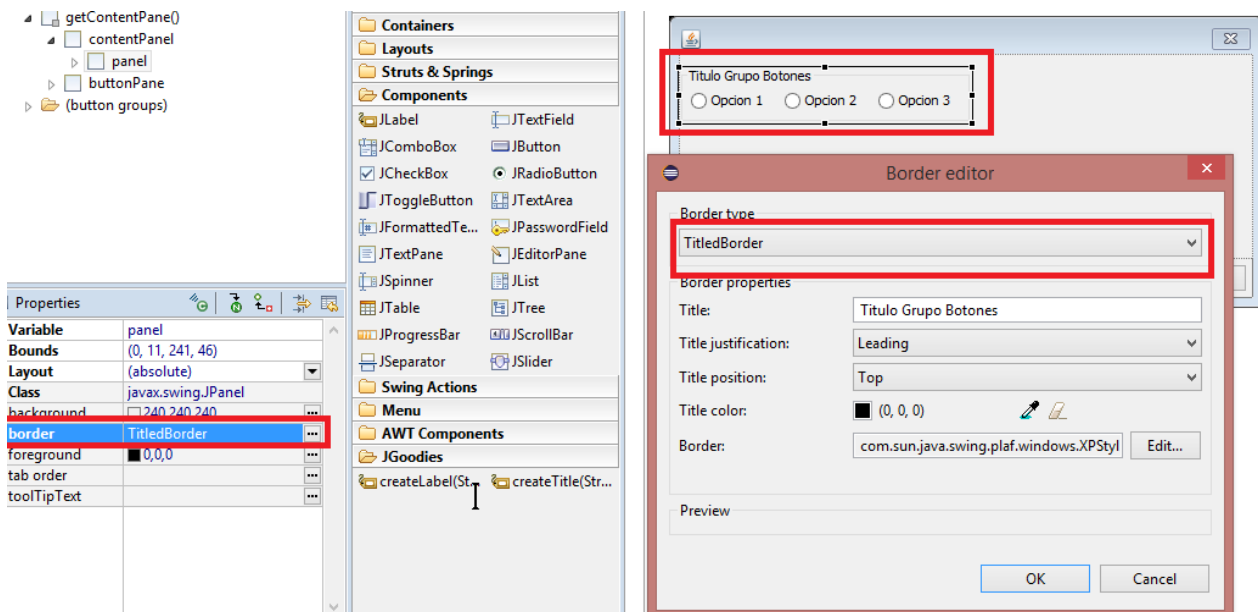 getContentPane()
contentPanel
panel
buttonPane
(button groups)
Properties
Variable panel
Bounds (0, 11, 241, 46)
Layout (absolute)
Class javax.swing.JPanel
background 240,240,240
border TitledBorder
foreground 0,0,0
tab order
toolTipText
Containers
Layouts
Struts & Springs
Components
JLabel JTextField
JComboBox JButton
JCheckBox JRadioButton
JToggleButton JTextArea
JFormattedTe... JPasswordField
JTextPane JEditorPane
JSpinner JList
JTable JTree
JProgressBar JScrollBar
JSeparator JSlider
Swing Actions
Menu
AWT Components
JGoodies
createLabel(St... createTitle(Str...
Titulo Grupo Botones
Opcion 1 Opcion 2 Opcion 3
Border editor
Border type
TitledBorder
Border properties
Title: Titulo Grupo Botones
Title justification: Leading
Title position: Top
Title color: (0, 0, 0)
Border: com.sun.java.swing.plaf.windows.XPStyl Edit...
Preview
OK Cancel